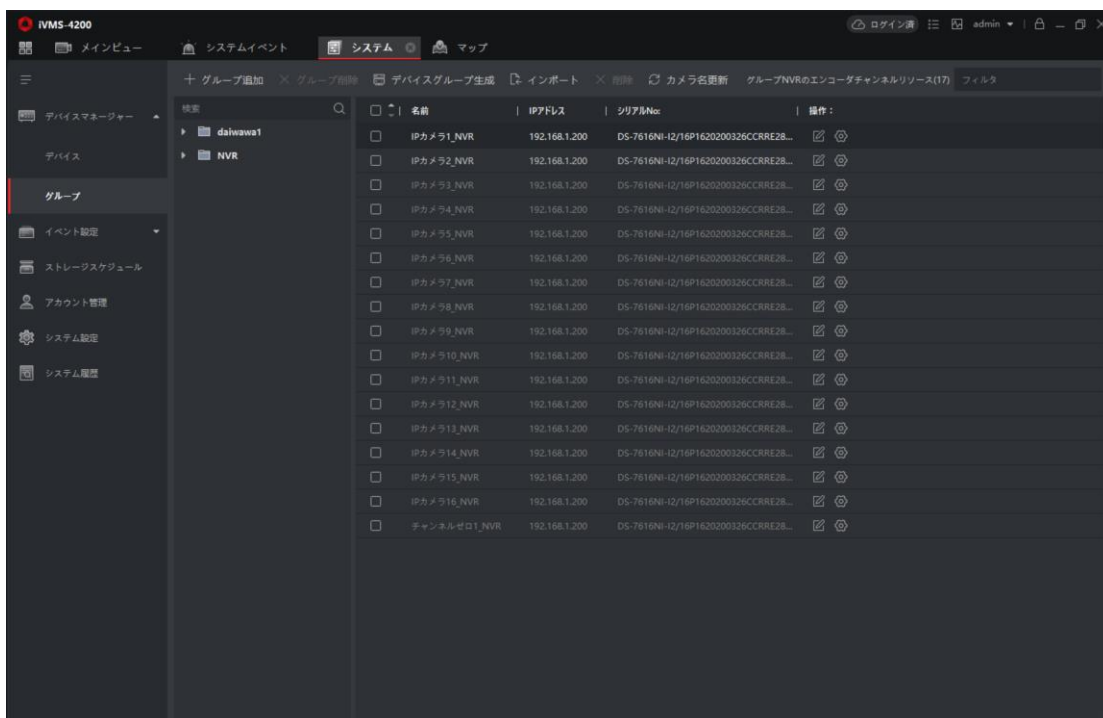 iVMS-4200
ログイン済 admin
メインビュー システムイベント システム マップ
グループ追加 グループ削除 デバイスグループ生成 インポート 削除 カメラ名更新 グループNVRのエンコーダチャンネルリソース(17) フィルタ
デバイスマネージャー
デバイス
グループ
イベント設定
ストレージスケジュール
アカウント管理
システム設定
システム履歴
検索
daiwawa1
NVR
名前 IPアドレス シリアルNo: 操作：
IPカメラ1_NVR 192.168.1.200 DS-7616NI-I2/16P1620200326CCRRE28...
IPカメラ2_NVR 192.168.1.200 DS-7616NI-I2/16P1620200326CCRRE28...
IPカメラ3_NVR 192.168.1.200 DS-7616NI-I2/16P1620200326CCRRE28...
IPカメラ4_NVR 192.168.1.200 DS-7616NI-I2/16P1620200326CCRRE28...
IPカメラ5_NVR 192.168.1.200 DS-7616NI-I2/16P1620200326CCRRE28...
IPカメラ6_NVR 192.168.1.200 DS-7616NI-I2/16P1620200326CCRRE28...
IPカメラ7_NVR 192.168.1.200 DS-7616NI-I2/16P1620200326CCRRE28...
IPカメラ8_NVR 192.168.1.200 DS-7616NI-I2/16P1620200326CCRRE28...
IPカメラ9_NVR 192.168.1.200 DS-7616NI-I2/16P1620200326CCRRE28...
IPカメラ10_NVR 192.168.1.200 DS-7616NI-I2/16P1620200326CCRRE28...
IPカメラ11_NVR 192.168.1.200 DS-7616NI-I2/16P1620200326CCRRE28...
IPカメラ12_NVR 192.168.1.200 DS-7616NI-I2/16P1620200326CCRRE28...
IPカメラ13_NVR 192.168.1.200 DS-7616NI-I2/16P1620200326CCRRE28...
IPカメラ14_NVR 192.168.1.200 DS-7616NI-I2/16P1620200326CCRRE28...
IPカメラ15_NVR 192.168.1.200 DS-7616NI-I2/16P1620200326CCRRE28...
IPカメラ16_NVR 192.168.1.200 DS-7616NI-I2/16P1620200326CCRRE28...
チャンネルゼロ1_NVR 192.168.1.200 DS-7616NI-I2/16P1620200326CCRRE28...